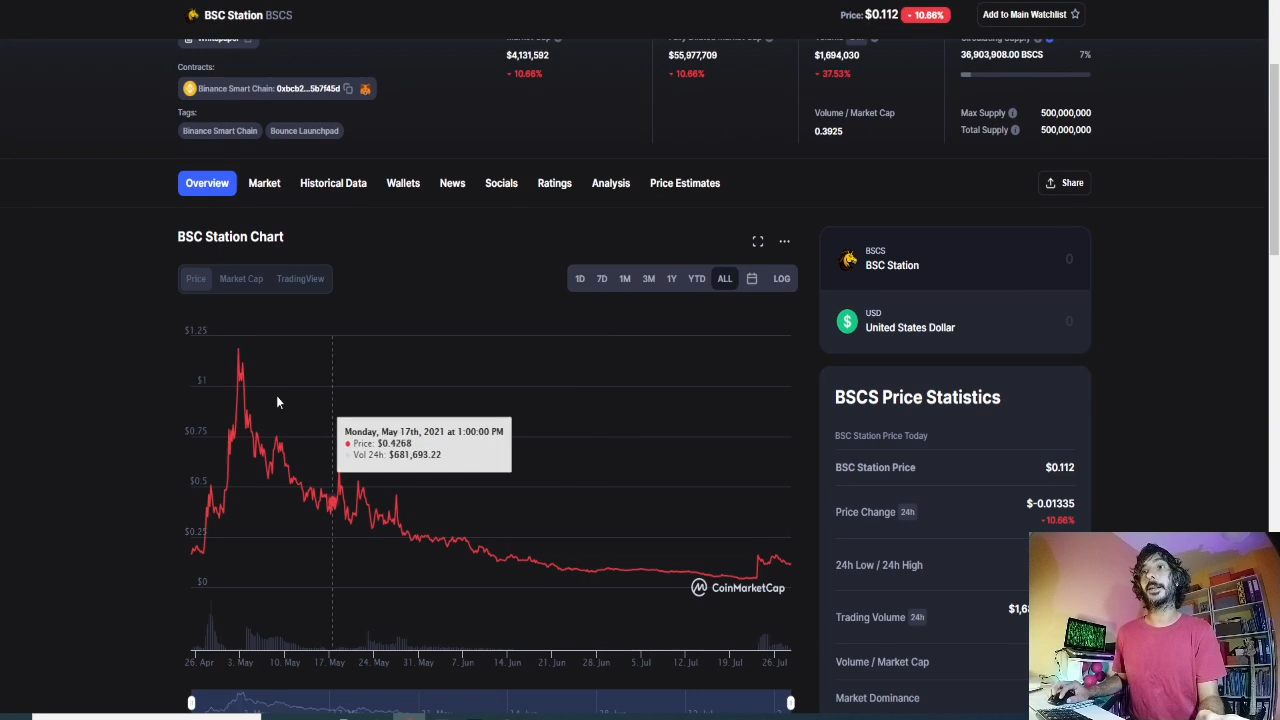 BSC Station BSCS
Price: $0.112 10.66%
Add to Main Watchlist
Whitepaper
Contracts:
Binance Smart Chain: 0xbcb2...5b7f45d
Tags:
Binance Smart Chain
Bounce Launchpad
$4,131,592
10.66%
$55,977,709
10.66%
$1,694,030
37.53%
Volume / Market Cap
0.3925
36,903,908.00 BSCS
7%
Max Supply
500,000,000
Total Supply
500,000,000
Overview
Market
Historical Data
Wallets
News
Socials
Ratings
Analysis
Price Estimates
Share
BSC Station Chart
Price
Market Cap
TradingView
1D
7D
1M
3M
1Y
YTD
ALL
LOG
$1.25
$1
$0.75
$0.5
$0.25
$0
Monday, May 17th, 2021 at 1:00:00 PM
Price: $0.4268
Vol 24h: $681,693.22
CoinMarketCap
26. Apr
3. May
10. May
17. May
24. May
31. May
7. Jun
14. Jun
21. Jun
28. Jun
5. Jul
12. Jul
19. Jul
26. Jul
BSCS
BSC Station
0
USD
United States Dollar
0
BSCS Price Statistics
BSC Station Price Today
BSC Station Price
$0.112
Price Change 24h
$-0.01335
10.66%
24h Low / 24h High
Trading Volume 24h
Volume / Market Cap
Market Dominance